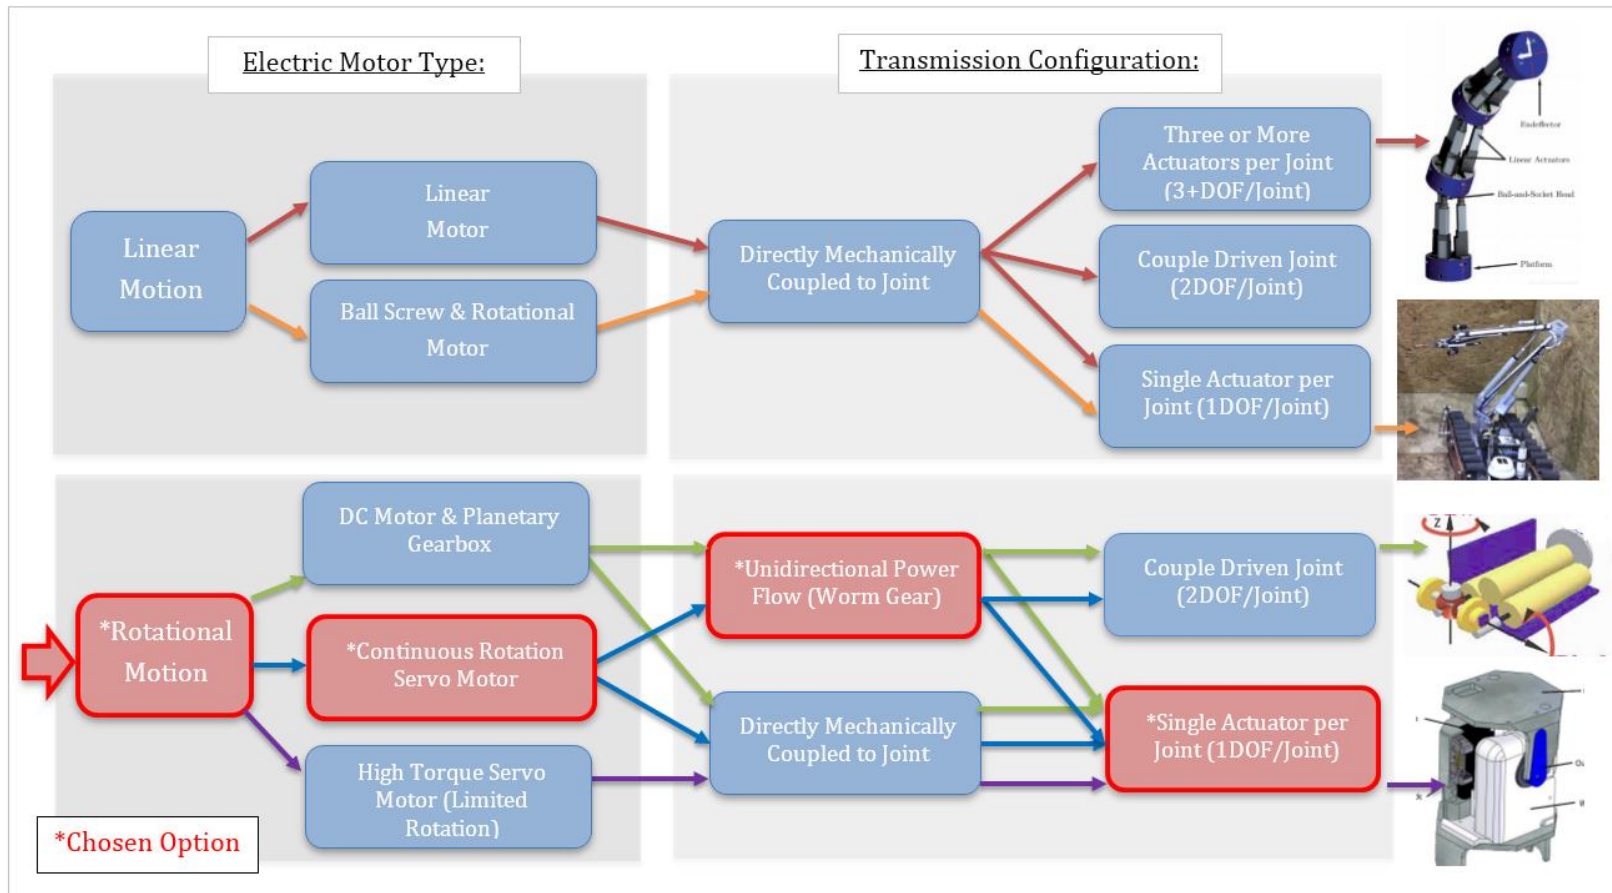 Electric Motor Type:
Transmission Configuration:
Linear
Motion
Linear
Motor
Ball Screw & Rotational
Motor
Directly Mechanically
Coupled to Joint
Three or More
Actuators per Joint
(3+DOF/Joint)
Couple Driven Joint
(2DOF/Joint)
Single Actuator per
Joint (1DOF/Joint)
Endeffector
Linear Actuators
Ball-and-Socket Head
Platform
*Rotational
Motion
DC Motor & Planetary
Gearbox
*Continuous Rotation
Servo Motor
High Torque Servo
Motor (Limited
Rotation)
*Unidirectional Power
Flow (Worm Gear)
Directly Mechanically
Coupled to Joint
Couple Driven Joint
(2DOF/Joint)
*Single Actuator per
Joint (1DOF/Joint)
Z
*Chosen Option